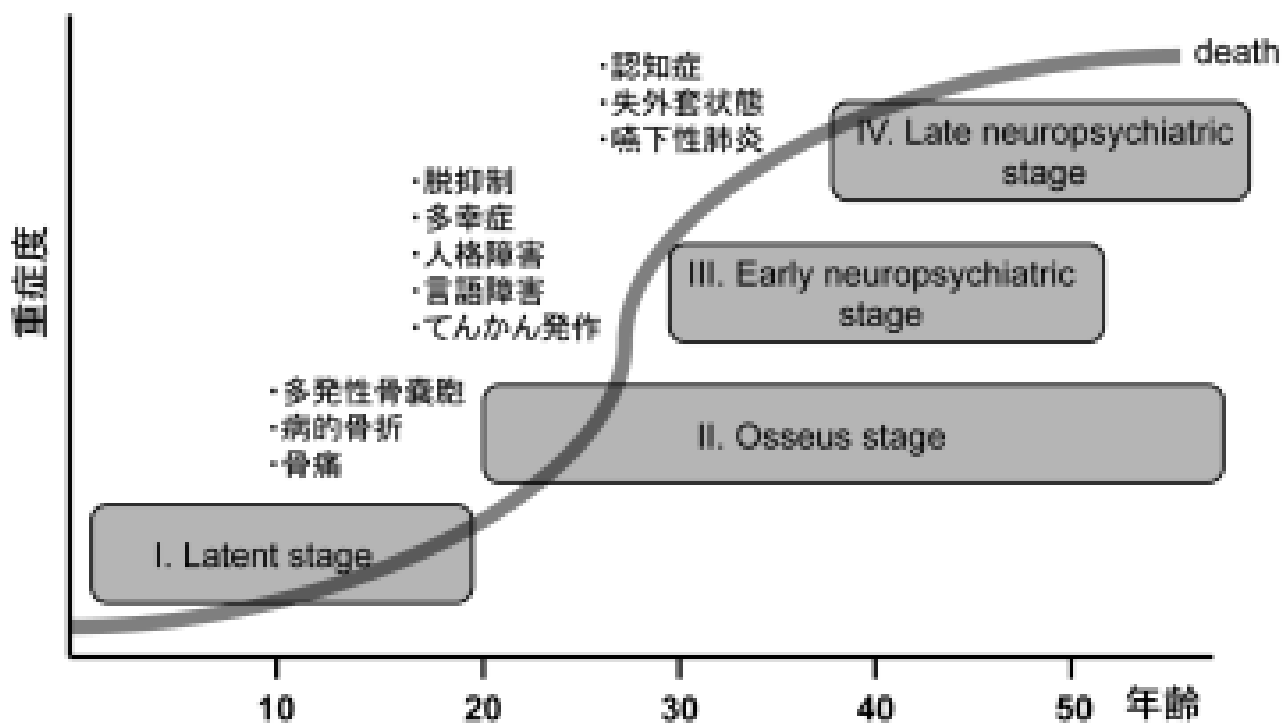 death
・認知症
・失外套状態
・嚥下性肺炎
IV. Late neuropsychiatric
stage
・脱抑制
・多幸症
・人格障害
・言語障害
・てんかん発作
III. Early neuropsychiatric
stage
重症度
・多発性骨嚢胞
・病的骨折
・骨痛
II. Osseus stage
I. Latent stage
10
20
30
40
50
年齢